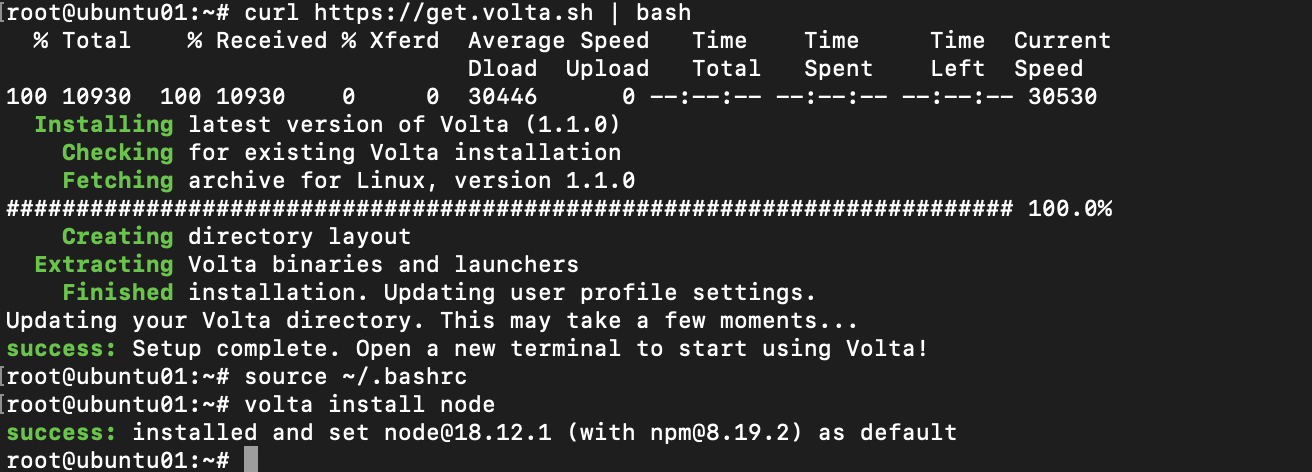 [root@ubuntu01:~# curl https://get.volta.sh | bash
  % Total    % Received % Xferd  Average Speed   Time    Time     Time  Current
                                 Dload  Upload   Total   Spent    Left  Speed
100 10930  100 10930    0     0  30446      0 --:--:-- --:--:-- --:--:-- 30530
  Installing latest version of Volta (1.1.0)
    Checking for existing Volta installation
    Fetching archive for Linux, version 1.1.0
######################################################################## 100.0%
    Creating directory layout
  Extracting Volta binaries and launchers
    Finished installation. Updating user profile settings.
Updating your Volta directory. This may take a few moments...
success: Setup complete. Open a new terminal to start using Volta!
[root@ubuntu01:~# source ~/.bashrc
[root@ubuntu01:~# volta install node
success: installed and set node@18.12.1 (with npm@8.19.2) as default
root@ubuntu01:~#